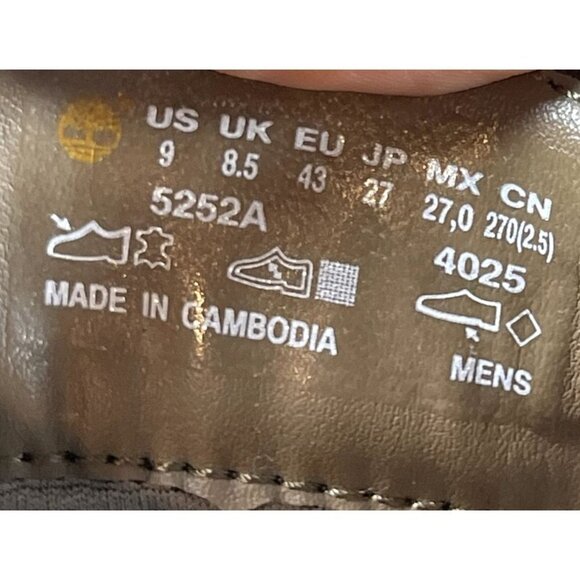 US UK EU JP MX CN
9 8.5 43 27 27,0 270(2.5)
5252A 4025
MADE IN CAMBODIA MENS